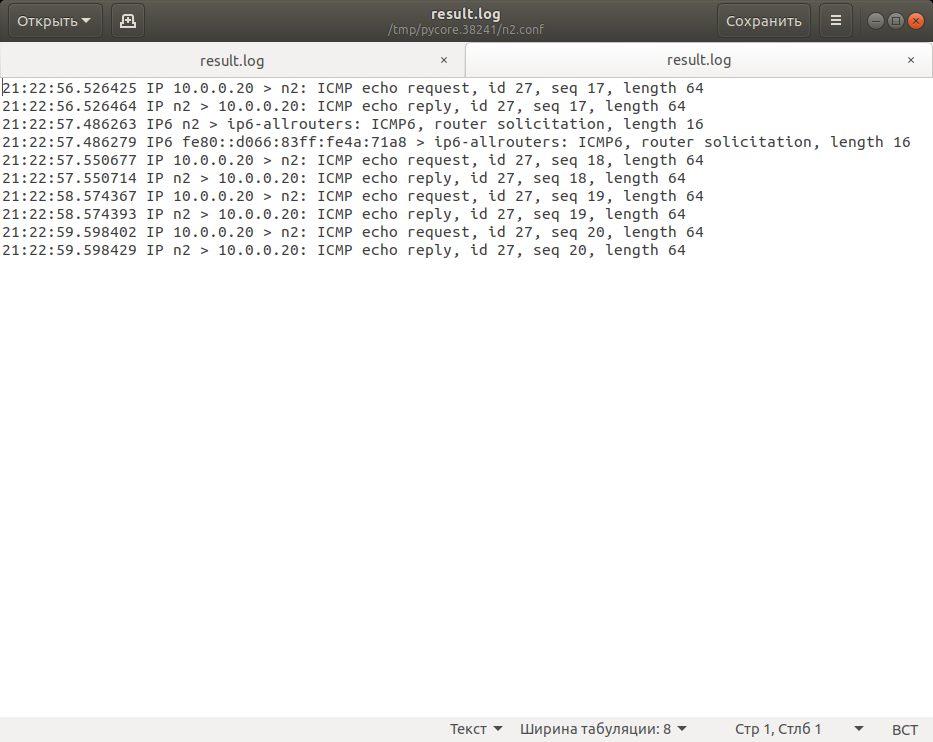 Открыть
result.log
/tmp/pycore.38241/n2.conf
Сохранить
result.log ×
result.log ×
21:22:56.526425 IP 10.0.0.20 > n2: ICMP echo request, id 27, seq 17, length 64
21:22:56.526464 IP n2 > 10.0.0.20: ICMP echo reply, id 27, seq 17, length 64
21:22:57.486263 IP6 n2 > ip6-allrouters: ICMP6, router solicitation, length 16
21:22:57.486279 IP6 fe80::d066:83ff:fe4a:71a8 > ip6-allrouters: ICMP6, router solicitation, length 16
21:22:57.550677 IP 10.0.0.20 > n2: ICMP echo request, id 27, seq 18, length 64
21:22:57.550714 IP n2 > 10.0.0.20: ICMP echo reply, id 27, seq 18, length 64
21:22:58.574367 IP 10.0.0.20 > n2: ICMP echo request, id 27, seq 19, length 64
21:22:58.574393 IP n2 > 10.0.0.20: ICMP echo reply, id 27, seq 19, length 64
21:22:59.598402 IP 10.0.0.20 > n2: ICMP echo request, id 27, seq 20, length 64
21:22:59.598429 IP n2 > 10.0.0.20: ICMP echo reply, id 27, seq 20, length 64
Текст Ширина табуляции: 8 Стр 1, Стлб 1 ВСТ